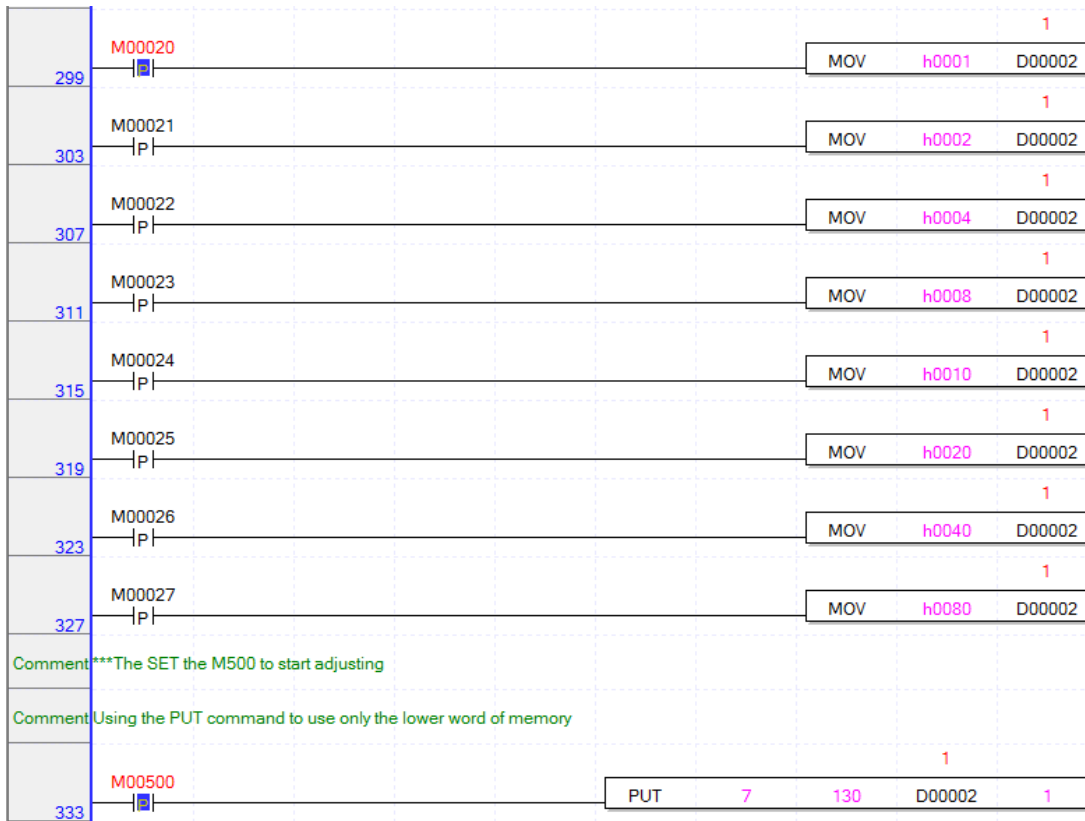 1
M00020
P
MOV h0001 D00002
299
1
M00021
P
MOV h0002 D00002
303
1
M00022
P
MOV h0004 D00002
307
1
M00023
P
MOV h0008 D00002
311
1
M00024
P
MOV h0010 D00002
315
1
M00025
P
MOV h0020 D00002
319
1
M00026
P
MOV h0040 D00002
323
1
M00027
P
MOV h0080 D00002
327
Comment ***The SET the M500 to start adjusting
Comment Using the PUT command to use only the lower word of memory
1
M00500
P
PUT 7 130 D00002 1
333